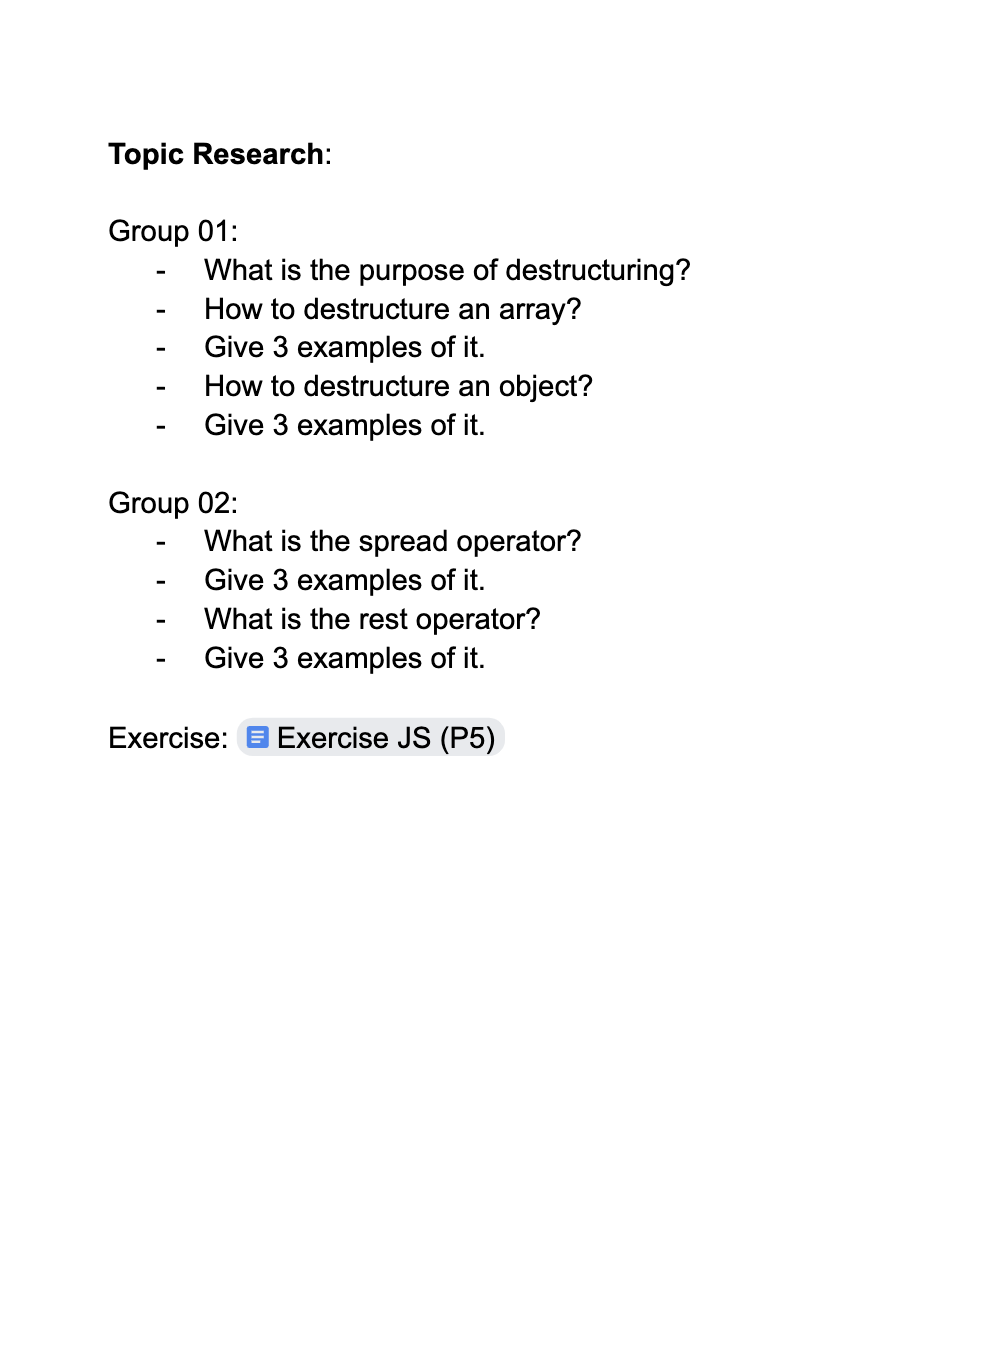 Topic Research:
Group 01:
- What is the purpose of destructuring?
- How to destructure an array?
- Give 3 examples of it.
- How to destructure an object?
- Give 3 examples of it.
Group 02:
- What is the spread operator?
- Give 3 examples of it.
- What is the rest operator?
- Give 3 examples of it.
Exercise: Exercise JS (P5)